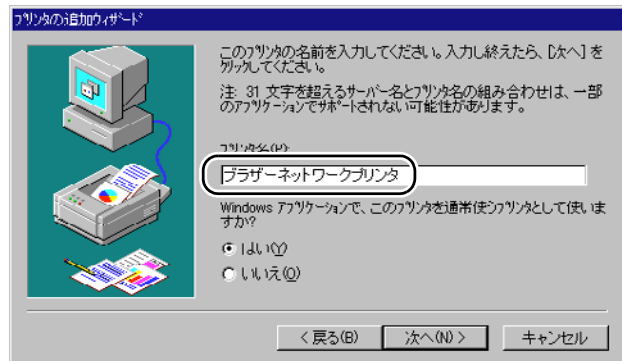 プリンタの追加ウィザード
このプリンタの名前を入力してください。入力し終えたら、[次へ] を
クリックしてください。
注: 31 文字を超えるサーバー名とプリンタ名の組み合わせは、一部
のアプリケーションでサポートされない可能性があります。
プリンタ名(P):
ブラザーネットワークプリンタ
Windows アプリケーションで、このプリンタを通常使うプリンタとして使いま
すか?
はい(Y)
いいえ(O)
< 戻る(B)
次へ(N) >
キャンセル